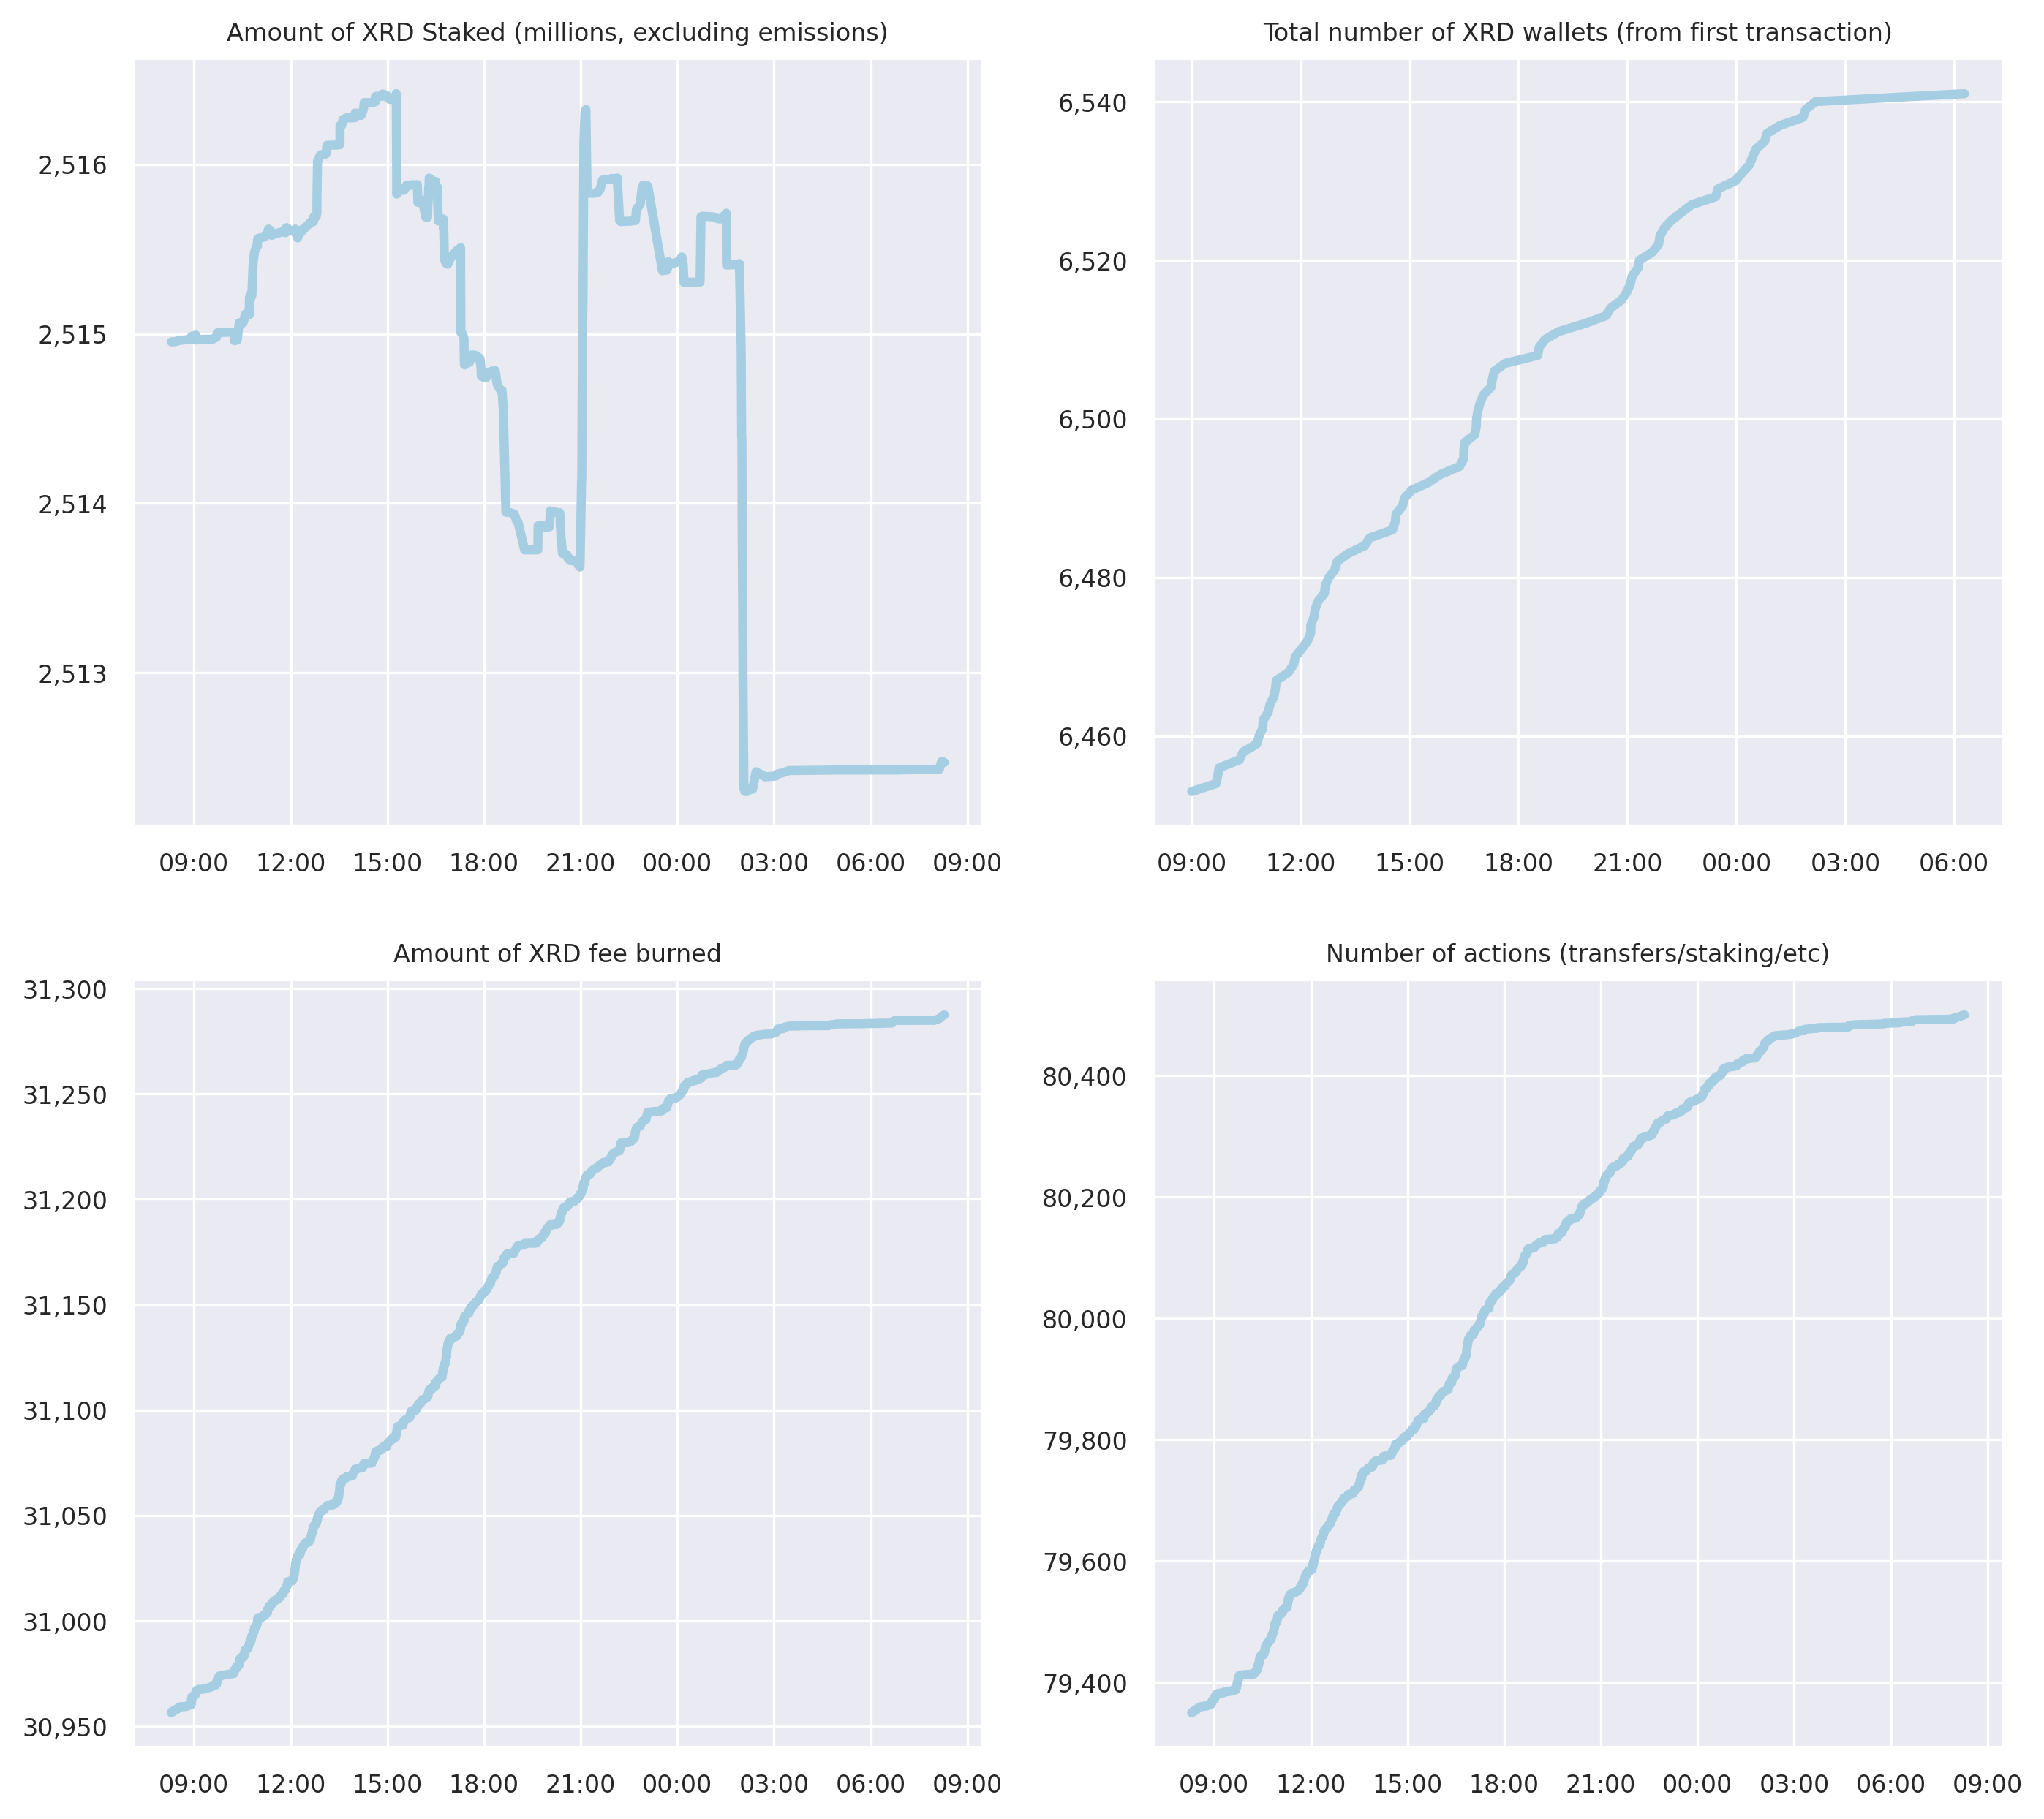 Amount of XRD Staked (millions, excluding emissions)
2,516
2,515
2,514
2,513
09:00 12:00 15:00 18:00 21:00 00:00 03:00 06:00 09:00
Total number of XRD wallets (from first transaction)
6,540
6,520
6,500
6,480
6,460
09:00 12:00 15:00 18:00 21:00 00:00 03:00 06:00
Amount of XRD fee burned
31,300
31,250
31,200
31,150
31,100
31,050
31,000
30,950
09:00 12:00 15:00 18:00 21:00 00:00 03:00 06:00 09:00
Number of actions (transfers/staking/etc)
80,400
80,200
80,000
79,800
79,600
79,400
09:00 12:00 15:00 18:00 21:00 00:00 03:00 06:00 09:00